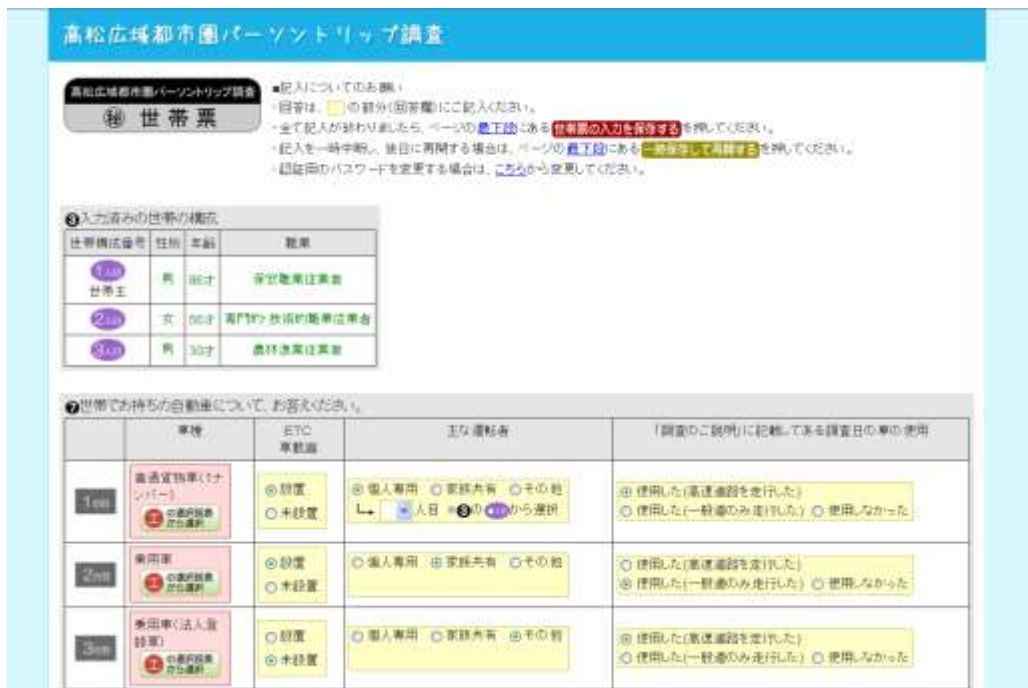 高松広域都市圏パーソントリップ調査
高松広域都市圏パーソントリップ調査
㊙ 世帯票
■記入についてのお願い
・回答は、 の部分(回答欄)にご記入ください。
・全て記入が終わりましたら、ページの最下段にある 世帯票の入力を保存する を押してください。
・記入を一時中断し、後日に再開する場合は、ページの最下段にある 一時保存して再開する を押してください。
・認証用のパスワードを変更する場合は、こちらから変更してください。
❸入力済みの世帯の構成
世帯構成番号 性別 年齢 職業
1人目 世帯主 男 才 保安職業従業者
2人目 女 才 専門的・技術的職業従業者
3人目 男 30才 農林漁業従業者
❼世帯でお持ちの自動車について、お答えください。
車種 ETC車載器 主な運転者 「調査のご説明」に記載してある調査日の車の使用
1台目
普通貨物車(1ナンバー)
エ の選択肢表から選択
設置
未設置
個人専用 家族共有 その他
人目 ※❸の から選択
使用した(高速道路を走行した)
使用した(一般道のみ走行した) 使用しなかった
2台目
乗用車
エ の選択肢表から選択
設置
未設置
個人専用 家族共有 その他
使用した(高速道路を走行した)
使用した(一般道のみ走行した) 使用しなかった
3台目
乗用車(法人登録車)
エ の選択肢表から選択
設置
未設置
個人専用 家族共有 その他
使用した(高速道路を走行した)
使用した(一般道のみ走行した) 使用しなかった